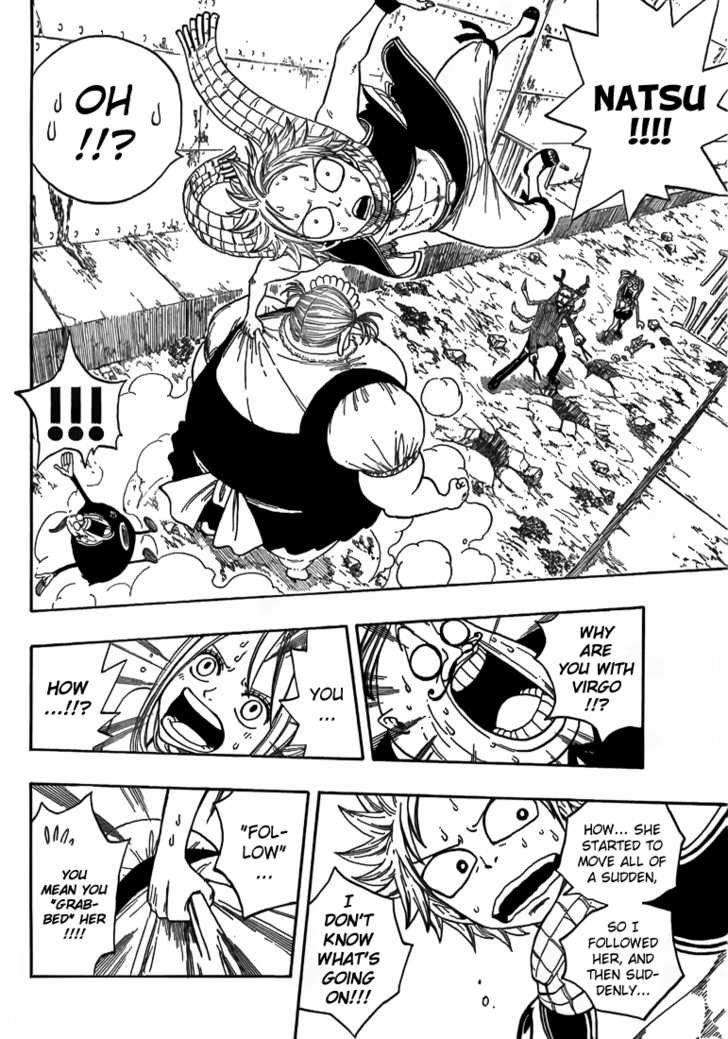 NATSU
!!!!
OH
!!?
!!!
WHY
ARE
YOU WITH
VIRGO
!!?
YOU
...
HOW
...!!?
HOW... SHE
STARTED TO
MOVE ALL OF
A SUDDEN,
SO I
FOLLOWED
HER, AND
THEN SUD-
DENLY...
I
DON'T
KNOW
WHAT'S
GOING
ON!!!
"FOL-
LOW"
...
YOU
MEAN YOU
"GRAB-
BED" HER
!!!!